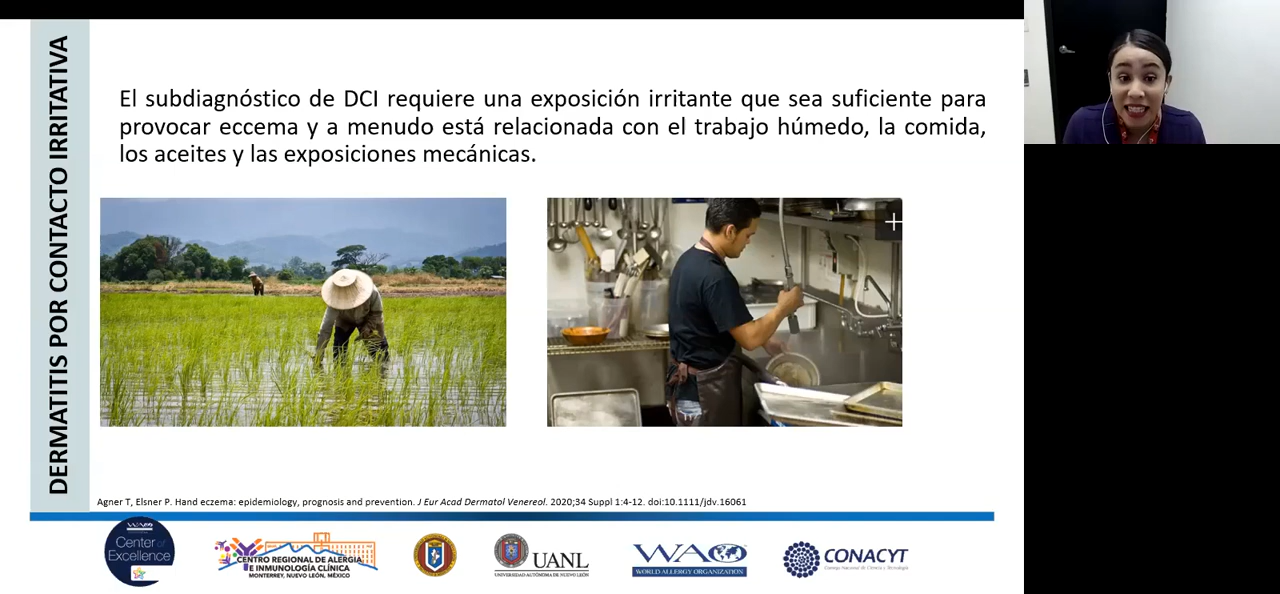 DERMATITIS POR CONTACTO IRRITATIVA
El subdiagnóstico de DCI requiere una exposición irritante que sea suficiente para
provocar eccema y a menudo está relacionada con el trabajo húmedo, la comida,
los aceites y las exposiciones mecánicas.
Agner T, Elsner P. Hand eczema: epidemiology, prognosis and prevention. J Eur Acad Dermatol Venereol. 2020;34 Suppl 1:4-12. doi:10.1111/jdv.16061
WAO
Center of
Excellence
CENTRO REGIONAL DE ALERGIA
E INMUNOLOGÍA CLÍNICA
MONTERREY, NUEVO LEÓN, MÉXICO
UANL
UNIVERSIDAD AUTÓNOMA DE NUEVO LEÓN
WAO
WORLD ALLERGY ORGANIZATION
CONACYT
Consejo Nacional de Ciencia y Tecnología